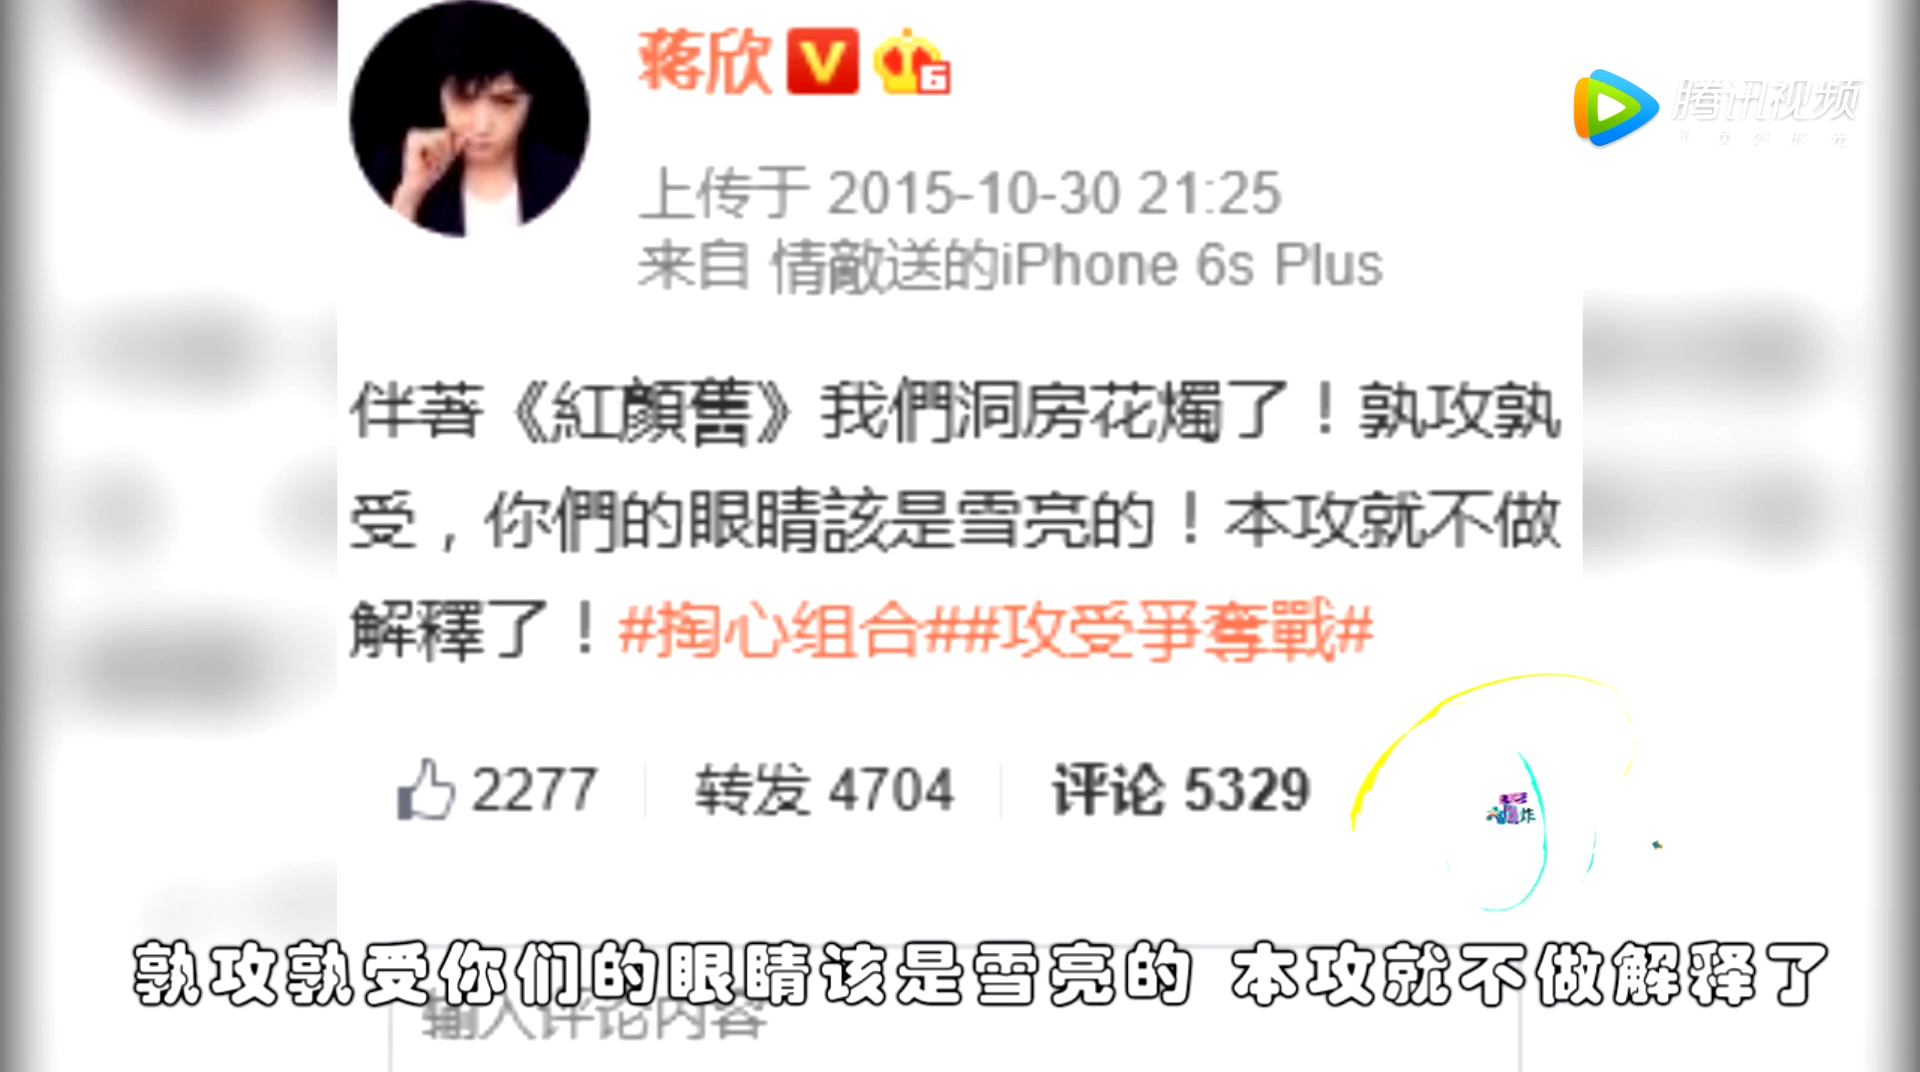 蒋欣
V
6
腾讯视频
上传于 2015-10-30 21:25
来自 情敵送的iPhone 6s Plus
伴著《紅顏舊》我們洞房花燭了！孰攻孰
受，你們的眼睛該是雪亮的！本攻就不做
解釋了！#掏心组合##攻受爭奪戰#
2277 转发 4704 评论 5329
孰攻孰受你们的眼睛该是雪亮的 本攻就不做解释了
输入评论内容